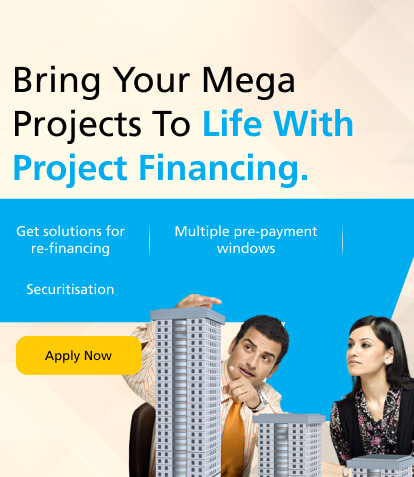 Bring Your Mega
Projects To Life With
Project Financing.
Get solutions for
re-financing
Multiple pre-payment
windows
Securitisation
Apply Now